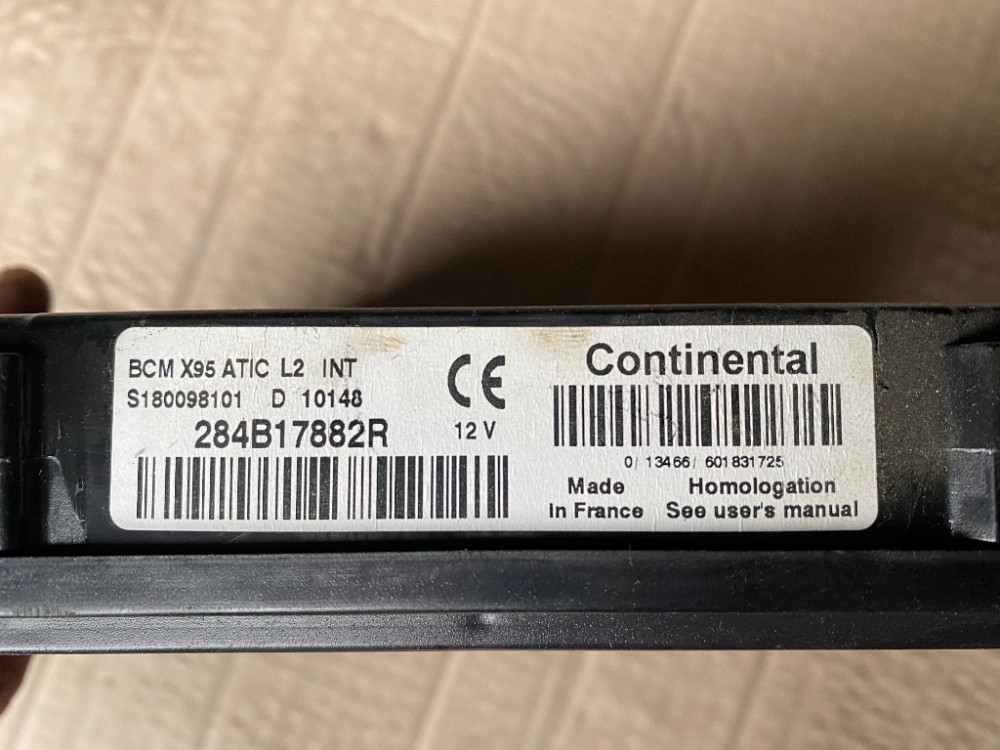 BCM X95 ATIC L2 INT
S180098101 D 10148
284B17882R
CE
12 V
Continental
0/ 13466/ 601831725
Made
In France
Homologation
See user's manual